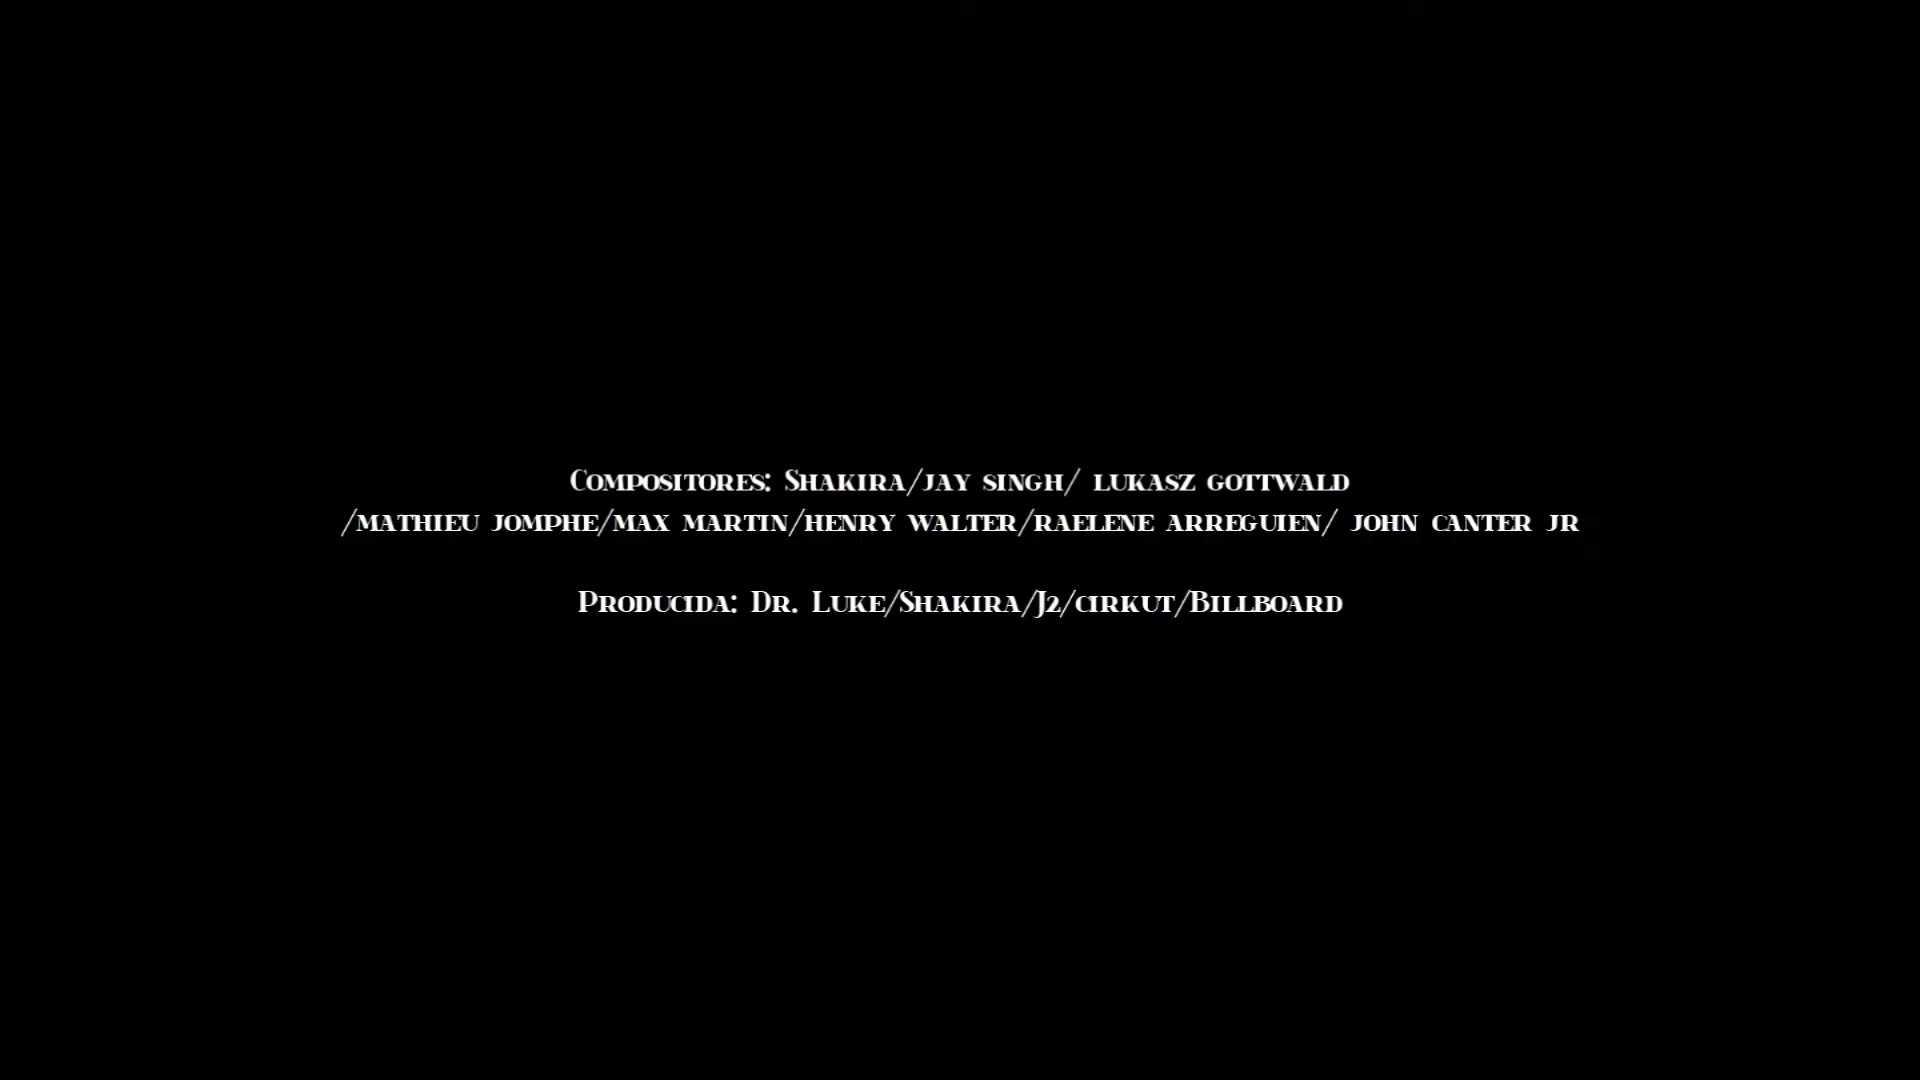 Compositores: Shakira/jay singh/ lukasz gottwald
/mathieu jomphe/max martin/henry walter/raelene arreguien/ john canter jr
Producida: Dr. Luke/Shakira/J2/cirkut/Billboard